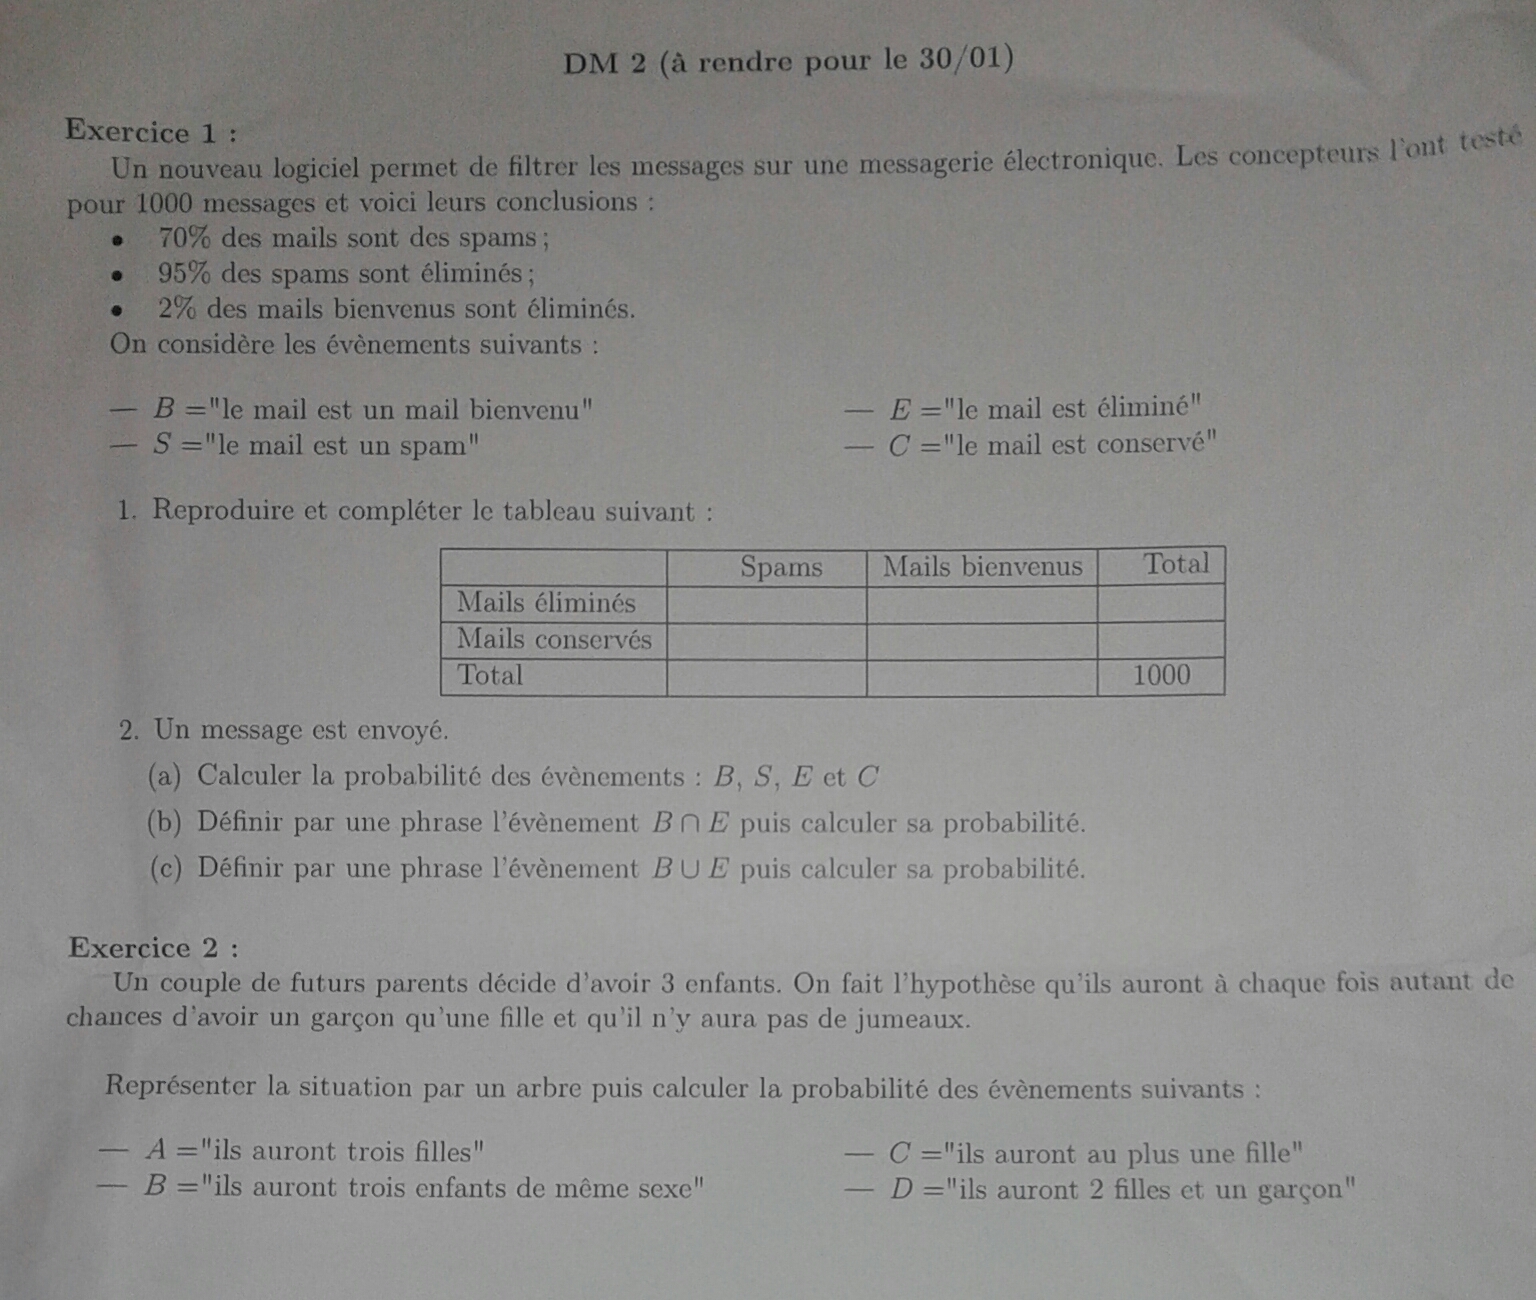 DM 2 (à rendre pour le 30/01)
Exercice 1 :
Un nouveau logiciel permet de filtrer les messages sur une messagerie électronique. Les concepteurs l'ont testé
pour 1000 messages et voici leurs conclusions :
• 70% des mails sont des spams ;
• 95% des spams sont éliminés ;
• 2% des mails bienvenus sont éliminés.
On considère les évènements suivants :
— B ="le mail est un mail bienvenu"
— S ="le mail est un spam"
— E ="le mail est éliminé"
— C ="le mail est conservé"
1. Reproduire et compléter le tableau suivant :
Spams Mails bienvenus Total
Mails éliminés
Mails conservés
Total 1000
2. Un message est envoyé.
(a) Calculer la probabilité des évènements : B, S, E et C
(b) Définir par une phrase l'évènement B ∩ E puis calculer sa probabilité.
(c) Définir par une phrase l'évènement B ∪ E puis calculer sa probabilité.
Exercice 2 :
Un couple de futurs parents décide d'avoir 3 enfants. On fait l'hypothèse qu'ils auront à chaque fois autant de
chances d'avoir un garçon qu'une fille et qu'il n'y aura pas de jumeaux.
Représenter la situation par un arbre puis calculer la probabilité des évènements suivants :
— A ="ils auront trois filles"
— B ="ils auront trois enfants de même sexe"
— C ="ils auront au plus une fille"
— D ="ils auront 2 filles et un garçon"